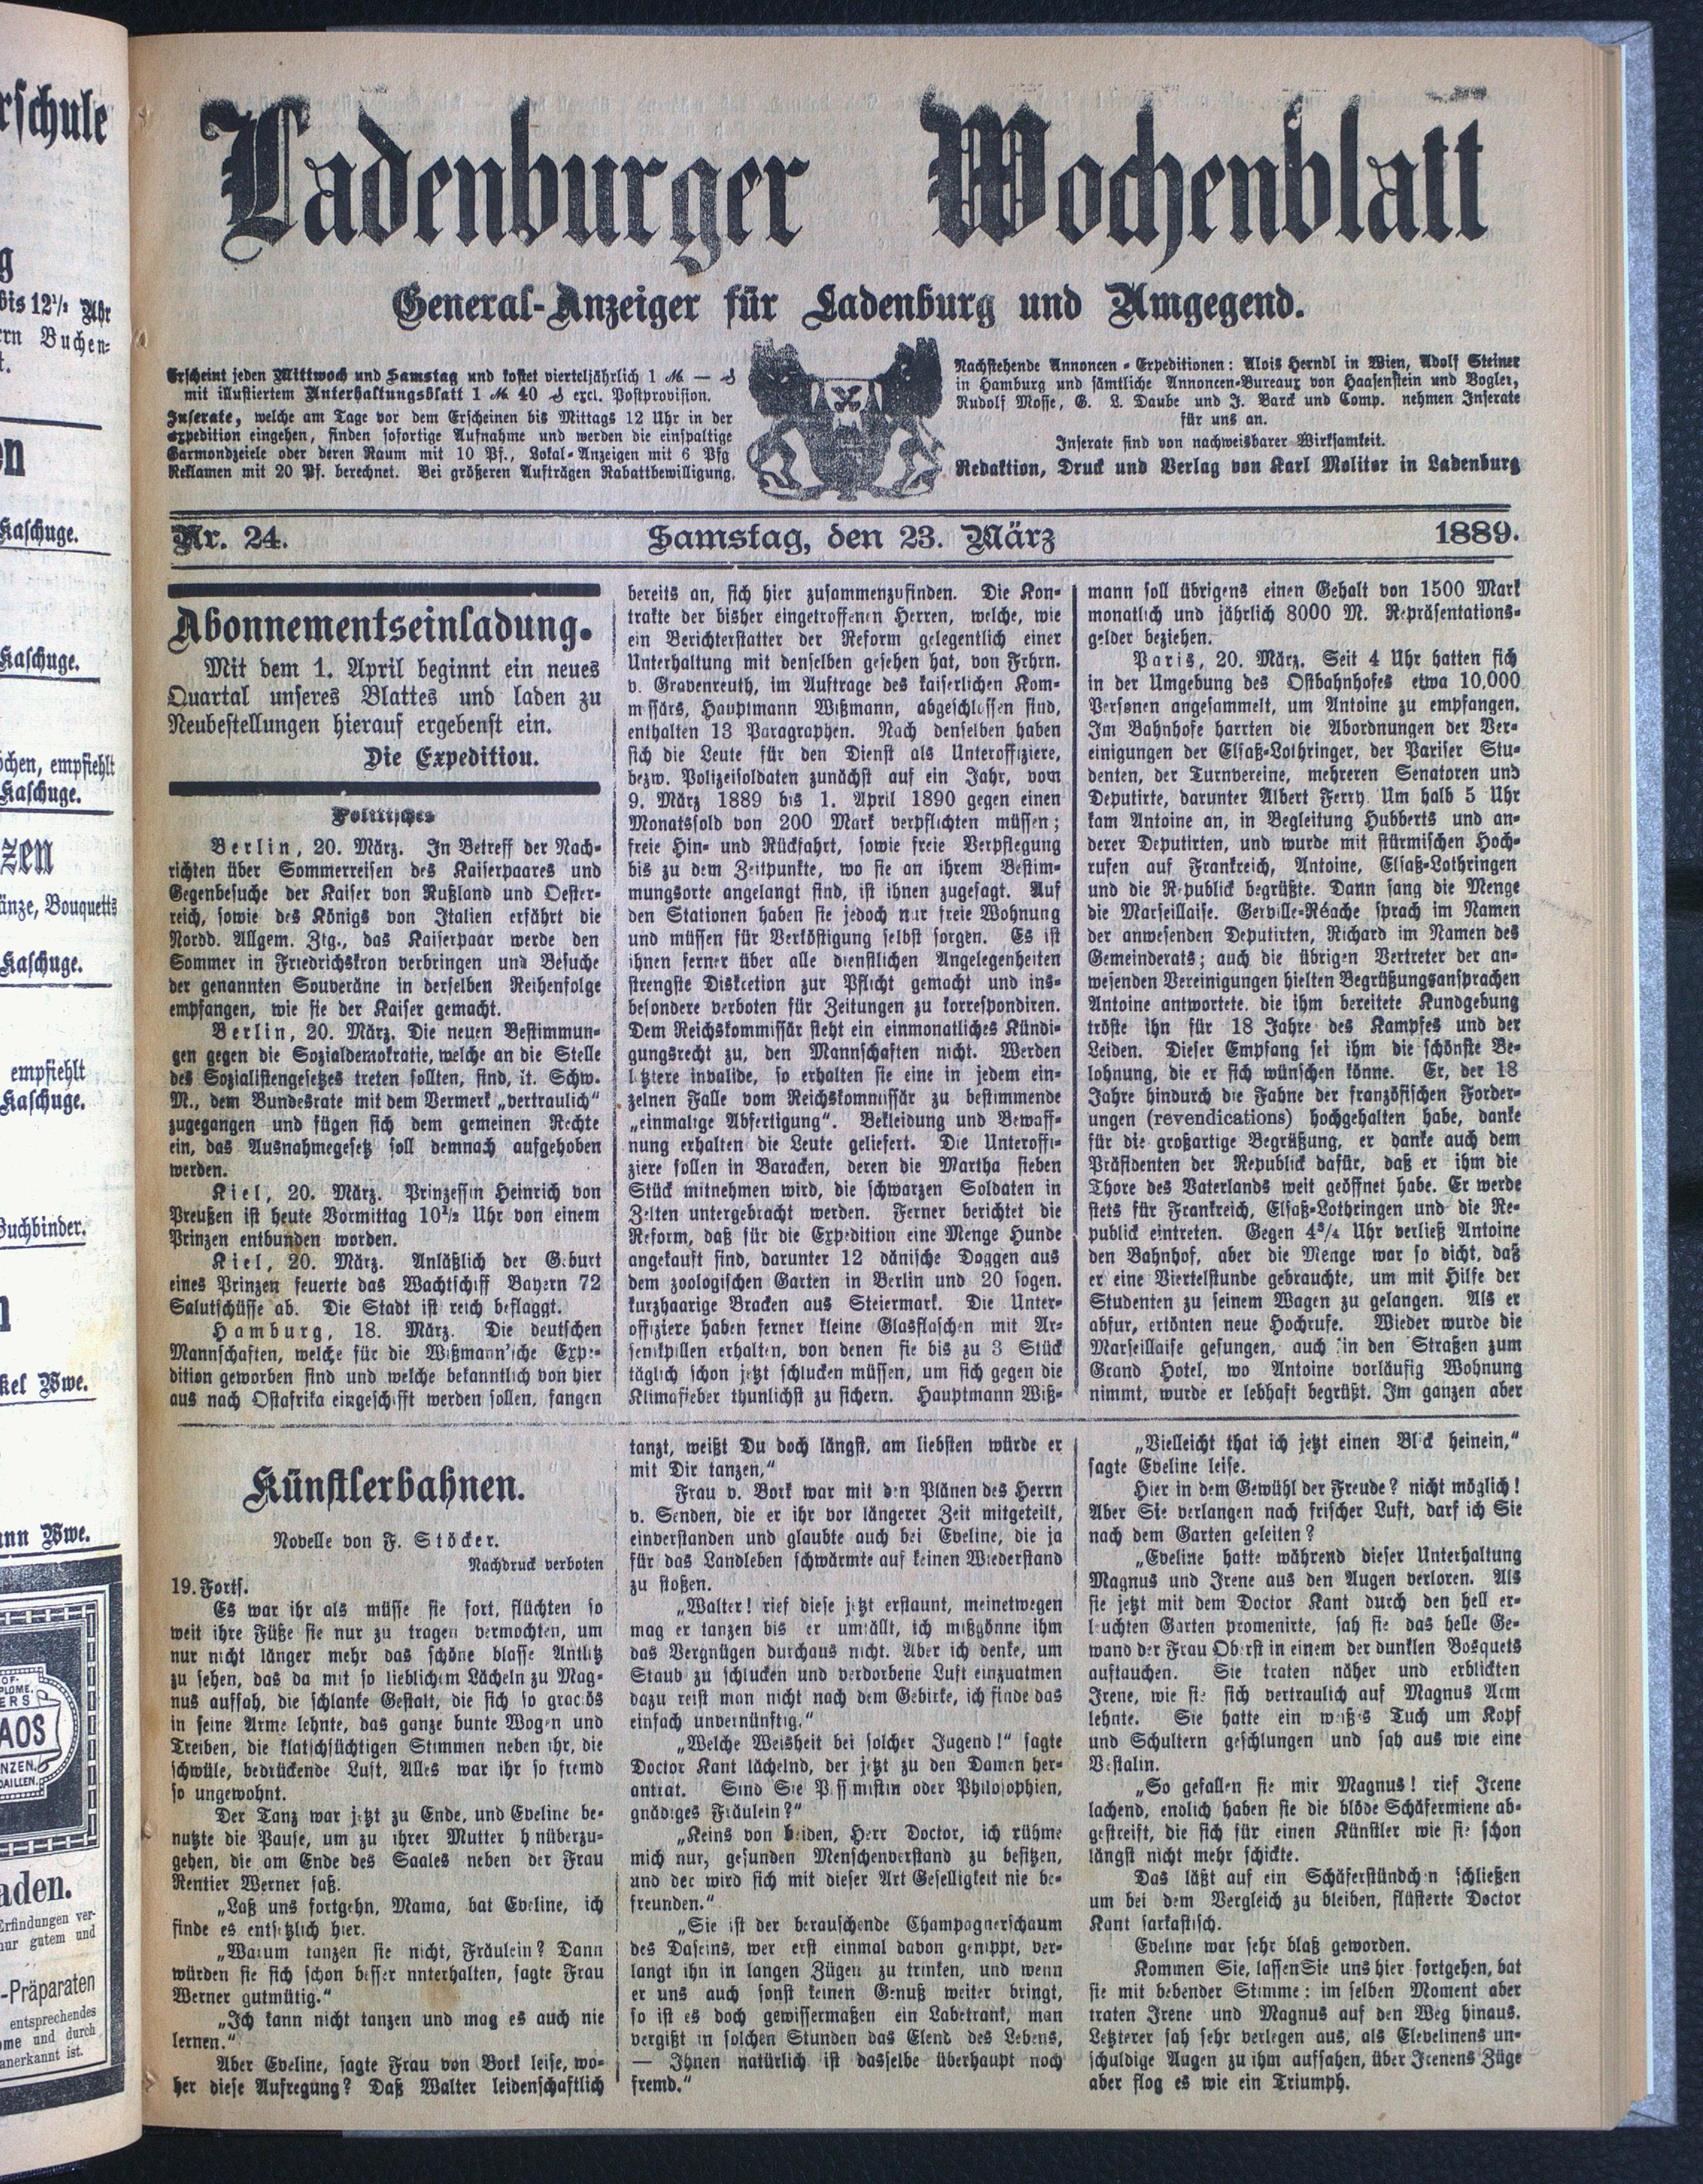 rschule
g
bis 12½ Uhr
rrn Buchen-
t.
en
Kaschuge.
Kaschuge.
öchen, empfiehlt
Kaschuge.
zen
änze, Bouquetts
Kaschuge.
empfiehlt
Kaschuge.
Buchbinder.
n
kel Wwe.
ann Wwe.
OF-
PLOME.
ERS
AOS
NZEN.
DAILLEN.
aden.
Erfindungen ver-
nur gutem und
-Präparaten
entsprechendes
ome und durch
anerkannt ist.
Ladenburger Wochenblatt
General-Anzeiger für Ladenburg und Umgegend.
Erscheint jeden Mittwoch und Samstag und kostet vierteljährlich 1 M. — ₰
mit illustiertem Unterhaltungsblatt 1 M. 40 ₰ excl. Postprovision.
Inserate, welche am Tage vor dem Erscheinen bis Mittags 12 Uhr in der
Expedition eingehen, finden sofortige Aufnahme und werden die einspaltige
Garmondzeiele oder deren Raum mit 10 Pf., Lokal-Anzeigen mit 6 Pfg
Reklamen mit 20 Pf. berechnet. Bei größeren Aufträgen Rabattbewilligung.
Nachstehende Annoncen-Expeditionen: Alois Herndl in Wien, Adolf Steiner
in Hamburg und sämtliche Annoncen-Bureaux von Haasenstein und Vogler,
Rudolf Mosse, G. L. Daube und J. Barck und Comp. nehmen Inserate
für uns an.
Inserate sind von nachweisbarer Wirksamkeit.
Redaktion, Druck und Verlag von Karl Molitor in Ladenburg
Nr. 24. Samstag, den 23. März 1889.
Abonnementseinladung.
Mit dem 1. April beginnt ein neues
Quartal unseres Blattes und laden zu
Neubestellungen hierauf ergebenst ein.
Die Expedition.
Politisches
Berlin, 20. März. In Betreff der Nach-
richten über Sommerreisen des Kaiserpaares und
Gegenbesuche der Kaiser von Rußland und Oester-
reich, sowie des Königs von Italien erfährt die
Nordd. Allgem. Ztg., das Kaiserpaar werde den
Sommer in Friedrichskron verbringen und Besuche
der genannten Souveräne in derselben Reihenfolge
empfangen, wie sie der Kaiser gemacht.
Berlin, 20. März. Die neuen Bestimmun-
gen gegen die Sozialdemokratie, welche an die Stelle
des Sozialistengesetzes treten sollten, sind, lt. Schw.
M., dem Bundesrate mit dem Vermerk „vertraulich“
zugegangen und fügen sich dem gemeinen Rechte
ein, das Ausnahmegesetz soll demnach aufgehoben
werden.
Kiel, 20. März. Prinzessin Heinrich von
Preußen ist heute Vormittag 10½ Uhr von einem
Prinzen entbunden worden.
Kiel, 20. März. Anläßlich der Geburt
eines Prinzen feuerte das Wachtschiff Bayern 72
Salutschüsse ab. Die Stadt ist reich beflaggt.
Hamburg, 18. März. Die deutschen
Mannschaften, welche für die Wißmann'sche Expe-
dition geworben sind und welche bekanntlich von hier
aus nach Ostafrika eingeschifft werden sollen, fangen
bereits an, sich hier zusammenzufinden. Die Kon-
trakte der bisher eingetroffenen Herren, welche, wie
ein Berichterstatter der Reform gelegentlich einer
Unterhaltung mit denselben gesehen hat, von Frhrn.
v. Gravenreuth, im Auftrage des kaiserlichen Kom-
missärs, Hauptmann Wißmann, abgeschlossen sind,
enthalten 13 Paragraphen. Nach denselben haben
sich die Leute für den Dienst als Unteroffiziere,
bezw. Polizeisoldaten zunächst auf ein Jahr, vom
9. März 1889 bis 1. April 1890 gegen einen
Monatssold von 200 Mark verpflichten müssen;
freie Hin- und Rückfahrt, sowie freie Verpflegung
bis zu dem Zeitpunkte, wo sie an ihrem Bestim-
mungsorte angelangt sind, ist ihnen zugesagt. Auf
den Stationen haben sie jedoch nur freie Wohnung
und müssen für Verköstigung selbst sorgen. Es ist
ihnen ferner über alle dienstlichen Angelegenheiten
strengste Diskretion zur Pflicht gemacht und ins-
besondere verboten für Zeitungen zu korrespondiren.
Dem Reichskommissär steht ein einmonatliches Kündi-
gungsrecht zu, den Mannschaften nicht. Werden
letztere invalide, so erhalten sie eine in jedem ein-
zelnen Falle vom Reichskommissär zu bestimmende
„einmalige Abfertigung“. Bekleidung und Bewaff-
nung erhalten die Leute geliefert. Die Unteroffi-
ziere sollen in Baracken, deren die Martha sieben
Stück mitnehmen wird, die schwarzen Soldaten in
Zelten untergebracht werden. Ferner berichtet die
Reform, daß für die Expedition eine Menge Hunde
angekauft sind, darunter 12 dänische Doggen aus
dem zoologischen Garten in Berlin und 20 sogen.
kurzhaarige Bracken aus Steiermark. Die Unter-
offiziere haben ferner kleine Glasflaschen mit Ar-
senikpillen erhalten, von denen sie bis zu 3 Stück
täglich schon jetzt schlucken müssen, um sich gegen die
Klimafieber thunlichst zu sichern. Hauptmann Wiß-
mann soll übrigens einen Gehalt von 1500 Mark
monatlich und jährlich 8000 M. Repräsentations-
gelder beziehen.
Paris, 20. März. Seit 4 Uhr hatten sich
in der Umgebung des Ostbahnhofes etwa 10,000
Personen angesammelt, um Antoine zu empfangen.
Im Bahnhofe harrten die Abordnungen der Ver-
einigungen der Elsaß-Lothringer, der Pariser Stu-
denten, der Turnvereine, mehreren Senatoren und
Deputirte, darunter Albert Ferry. Um halb 5 Uhr
kam Antoine an, in Begleitung Hubberts und an-
derer Deputirten, und wurde mit stürmischen Hoch-
rufen auf Frankreich, Antoine, Elsaß-Lothringen
und die Republick begrüßte. Dann sang die Menge
die Marseillaise. Gerville-Réache sprach im Namen
der anwesenden Deputirten, Richard im Namen des
Gemeinderats; auch die übrigen Vertreter der an-
wesenden Vereinigungen hielten Begrüßungsansprachen
Antoine antwortete, die ihm bereitete Kundgebung
tröste ihn für 18 Jahre des Kampfes und der
Leiden. Dieser Empfang sei ihm die schönste Be-
lohnung, die er sich wünschen könne. Er, der 18
Jahre hindurch die Fahne der französischen Forder-
ungen (revendications) hochgehalten habe, danke
für die großartige Begrüßung, er danke auch dem
Präsidenten der Republick dafür, daß er ihm die
Thore des Vaterlands weit geöffnet habe. Er werde
stets für Frankreich, Elsaß-Lothringen und die Re-
publick eintreten. Gegen 4¾ Uhr verließ Antoine
den Bahnhof, aber die Menge war so dicht, daß
er eine Viertelstunde gebrauchte, um mit Hilfe der
Studenten zu seinem Wagen zu gelangen. Als er
abfur, ertönten neue Hochrufe. Wieder wurde die
Marseillaise gesungen, auch in den Straßen zum
Grand Hotel, wo Antoine vorläufig Wohnung
nimmt, wurde er lebhaft begrüßt. Im ganzen aber
Künstlerbahnen.
Novelle von F. Stöcker.
Nachdruck verboten
19. Forts.
Es war ihr als müsse sie fort, flüchten so
weit ihre Füße sie nur zu tragen vermochten, um
nur nicht länger mehr das schöne blasse Antlitz
zu sehen, das da mit so lieblichem Lächeln zu Mag-
nus aufsah, die schlanke Gestalt, die sich so graciös
in seine Arme lehnte, das ganze bunte Wogen und
Treiben, die klatschsüchtigen Stimmen neben ihr, die
schwüle, bedrückende Luft, Alles war ihr so fremd
so ungewohnt.
Der Tanz war jetzt zu Ende, und Eveline be-
nutzte die Pause, um zu ihrer Mutter hinüberzu-
gehen, die am Ende des Saales neben der Frau
Rentier Werner saß.
„Laß uns fortgehn, Mama, bat Eveline, ich
finde es entsetzlich hier.
„Warum tanzen sie nicht, Fräulein? Dann
würden sie sich schon besser nnterhalten, sagte Frau
Werner gutmütig.“
„Ich kann nicht tanzen und mag es auch nie
lernen.“
Aber Eveline, sagte Frau von Bork leise, wo-
her diese Aufregung? Daß Walter leidenschaftlich
tanzt, weißt Du doch längst, am liebsten würde er
mit Dir tanzen,“
Frau v. Bork war mit den Plänen des Herrn
v. Senden, die er ihr vor längerer Zeit mitgeteilt,
einverstanden und glaubte auch bei Eveline, die ja
für das Landleben schwärmte auf keinen Wiederstand
zu stoßen.
„Walter! rief diese jetzt erstaunt, meinetwegen
mag er tanzen bis er umfällt, ich mißgönne ihm
das Vergnügen durchaus nicht. Aber ich denke, um
Staub zu schlucken und verdorbene Luft einzuatmen
dazu reist man nicht nach dem Gebirke, ich finde das
einfach unvernünftig.“
„Welche Weisheit bei solcher Jugend!“ sagte
Doctor Kant lächelnd, der jetzt zu den Damen her-
antrat. Sind Sie Pessimistin oder Philosophien,
gnädiges Fräulein?“
„Keins von beiden, Herr Doctor, ich rühme
mich nur, gesunden Menschenverstand zu besitzen,
und der wird sich mit dieser Art Geselligkeit nie be-
freunden.“
„Sie ist der berauschende Champagnerschaum
des Daseins, wer erst einmal davon genippt, ver-
langt ihn in langen Zügen zu trinken, und wenn
er uns auch sonst keinen Genuß weiter bringt,
so ist es doch gewissermaßen ein Labetrank, man
vergißt in solchen Stunden das Elend des Lebens,
— Ihnen natürlich ist dasselbe überhaupt noch
fremd.“
„Vielleicht that ich jetzt einen Blick heinein,“
sagte Eveline leise.
Hier in dem Gewühl der Freude? nicht möglich!
Aber Sie verlangen nach frischer Luft, darf ich Sie
nach dem Garten geleiten?
„Eveline hatte während dieser Unterhaltung
Magnus und Irene aus den Augen verloren. Als
sie jetzt mit dem Doctor Kant durch den hell er-
leuchten Garten promenirte, sah sie das helle Ge-
wand der Frau Oberst in einem der dunklen Bosquets
auftauchen. Sie traten näher und erblickten
Irene, wie sie sich vertraulich auf Magnus Arm
lehnte. Sie hatte ein weißes Tuch um Kopf
und Schultern geschlungen und sah aus wie eine
Vestalin.
„So gefallen sie mir Magnus! rief Irene
lachend, endlich haben sie die blöde Schäfermiene ab-
gestreift, die sich für einen Künstler wie sie schon
längst nicht mehr schickte.
Das läßt auf ein Schäferstündchen schließen
um bei dem Vergleich zu bleiben, flüsterte Doctor
Kant sarkastisch.
Eveline war sehr blaß geworden.
Kommen Sie, lassen Sie uns hier fortgehen, bat
sie mit bebender Stimme: im selben Moment aber
traten Irene und Magnus auf den Weg hinaus.
Letzterer sah sehr verlegen aus, als Elevelinens un-
schuldige Augen zu ihm aufsahen, über Irenens Züge
aber flog es wie ein Triumph.